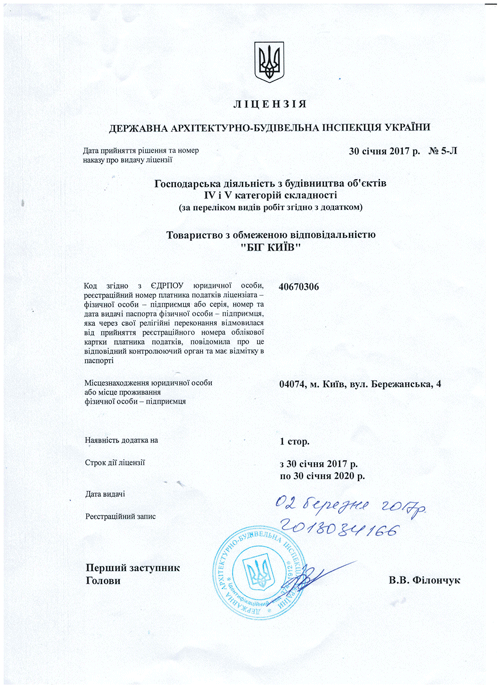 ЛІЦЕНЗІЯ
ДЕРЖАВНА АРХІТЕКТУРНО-БУДІВЕЛЬНА ІНСПЕКЦІЯ УКРАЇНИ
Дата прийняття рішення та номер 30 січня 2017 р. № 5-Л
наказу про видачу ліцензії
Господарська діяльність з будівництва об'єктів
IV і V категорій складності
(за переліком видів робіт згідно з додатком)
Товариство з обмеженою відповідальністю
"БІГ КИЇВ"
Код згідно з ЄДРПОУ юридичної особи, 40670306
реєстраційний номер платника податків ліцензіата –
фізичної особи – підприємця або серія, номер та
дата видачі паспорта фізичної особи – підприємця,
яка через свої релігійні переконання відмовилася
від прийняття реєстраційного номера облікової
картки платника податків, повідомила про це
відповідний контролюючий орган та має відмітку в
паспорті
Місцезнаходження юридичної особи 04074, м. Київ, вул. Бережанська, 4
або місце проживання
фізичної особи – підприємця
Наявність додатка на 1 стор.
Строк дії ліцензії з 30 січня 2017 р.
по 30 січня 2020 р.
Дата видачі 02 березня 2017р.
Реєстраційний запис 2013034166
ДЕРЖАВНА АРХІТЕКТУРНО-БУДІВЕЛЬНА ІНСПЕКЦІЯ УКРАЇНИ
Перший заступник
Голови В.В. Філончук